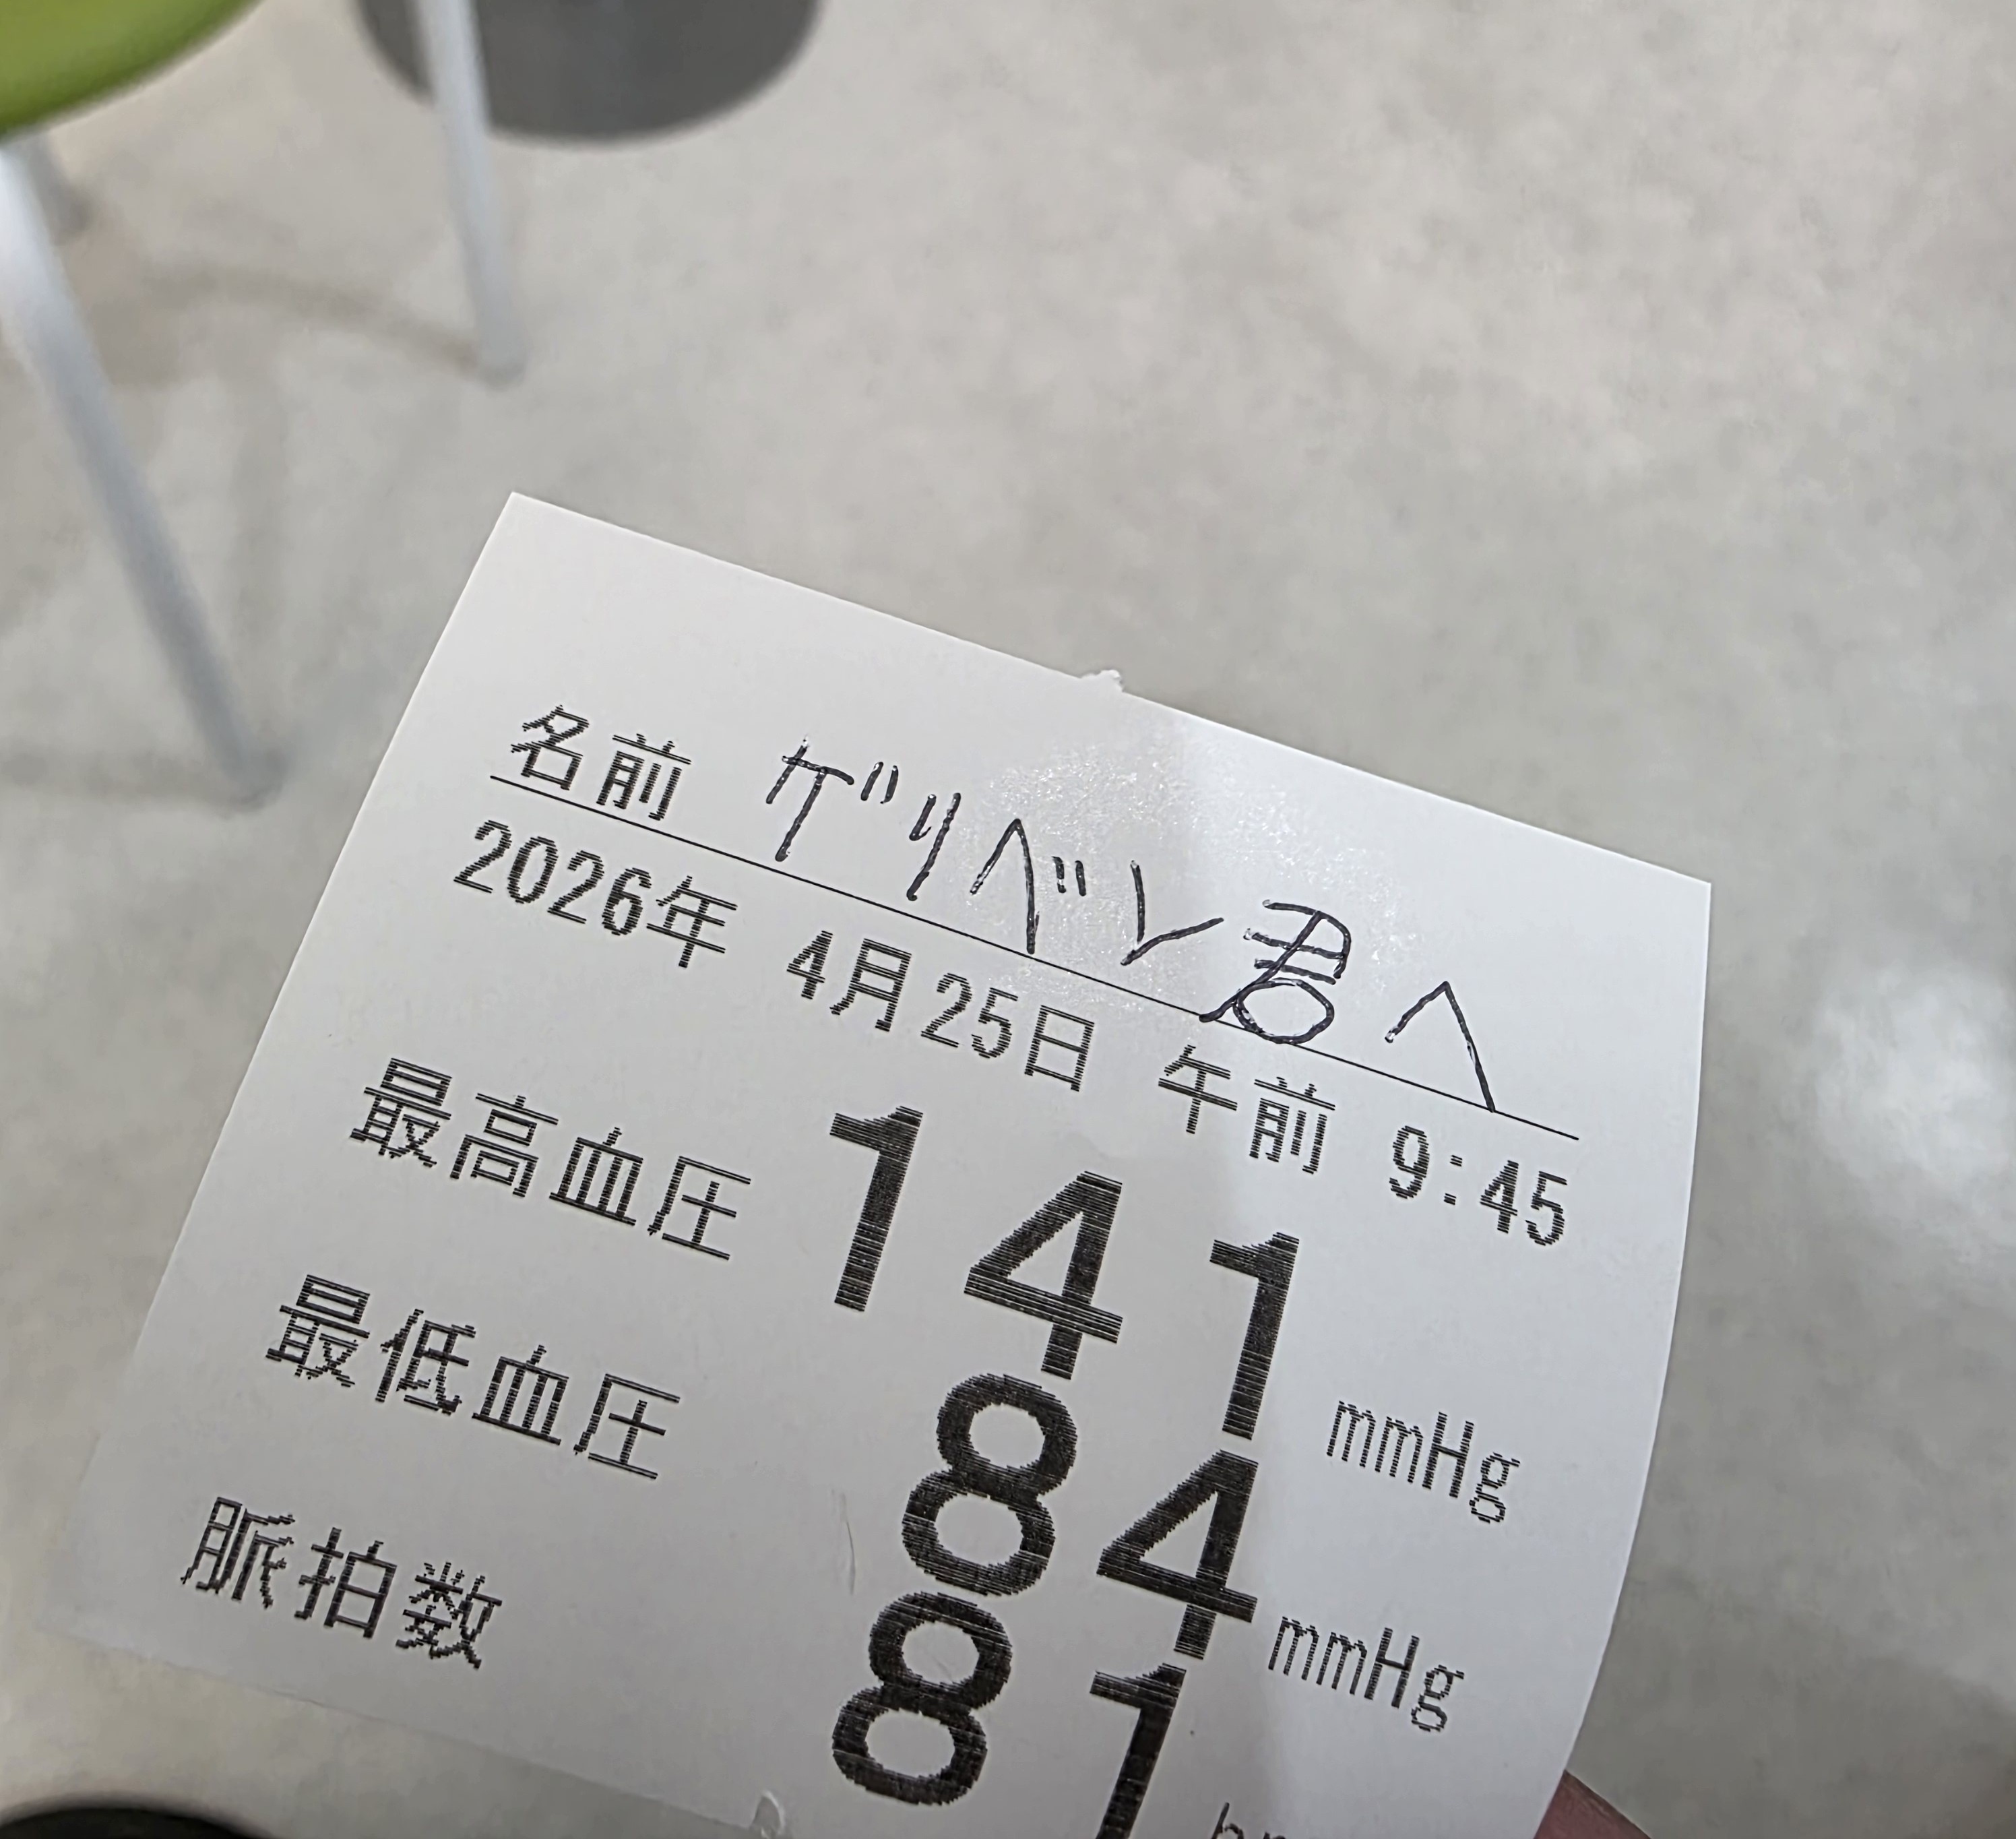 名前 ゲリベン君へ
2026年 4月25日 午前 9:45
最高血圧 141 mmHg
最低血圧 84 mmHg
脈拍数 81